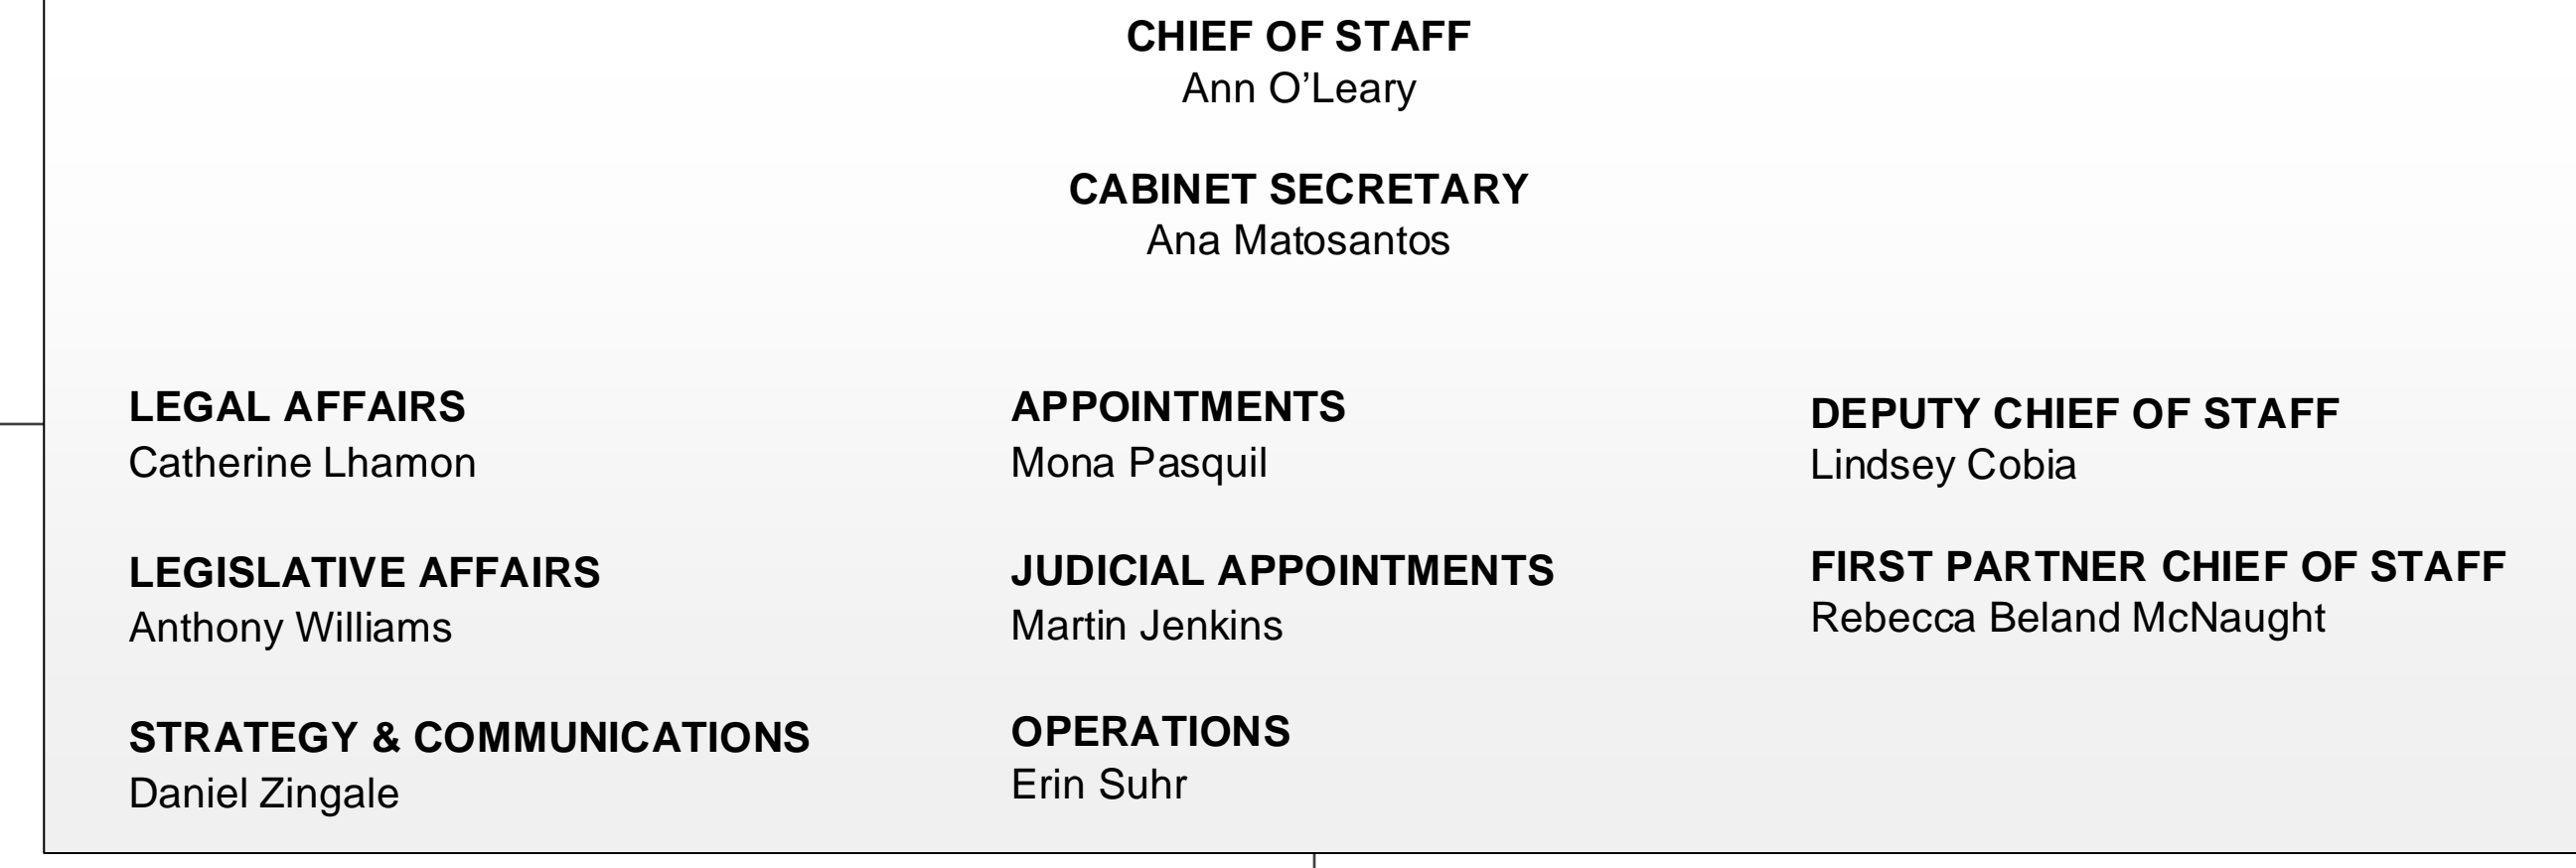 CHIEF OF STAFF
Ann O’Leary
CABINET SECRETARY
Ana Matosantos
LEGAL AFFAIRS
Catherine Lhamon
LEGISLATIVE AFFAIRS
Anthony Williams
STRATEGY & COMMUNICATIONS
Daniel Zingale
APPOINTMENTS
Mona Pasquil
JUDICIAL APPOINTMENTS
Martin Jenkins
OPERATIONS
Erin Suhr
DEPUTY CHIEF OF STAFF
Lindsey Cobia
FIRST PARTNER CHIEF OF STAFF
Rebecca Beland McNaught